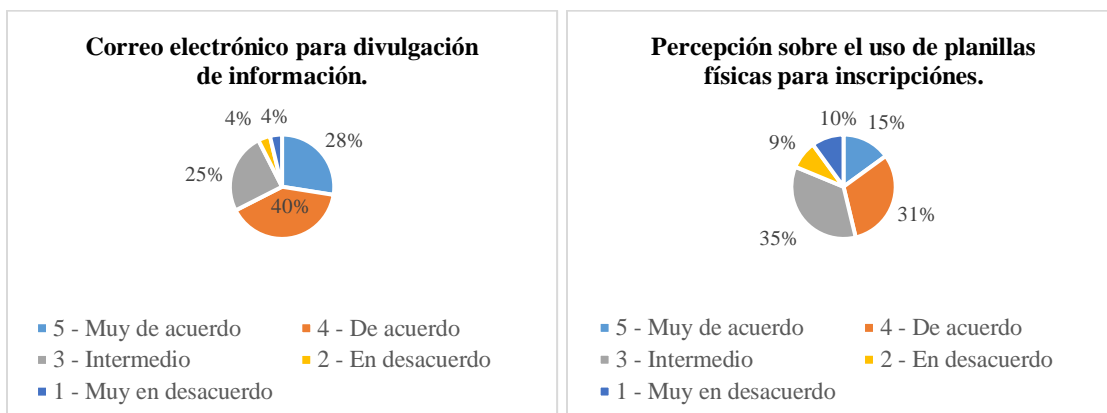 Correo electrónico para divulgación
de información.
4%
4%
28%
25%
40%
5 - Muy de acuerdo
4 - De acuerdo
3 - Intermedio
2 - En desacuerdo
1 - Muy en desacuerdo
Percepción sobre el uso de planillas
físicas para inscripciónes.
10%
15%
9%
31%
35%
5 - Muy de acuerdo
4 - De acuerdo
3 - Intermedio
2 - En desacuerdo
1 - Muy en desacuerdo